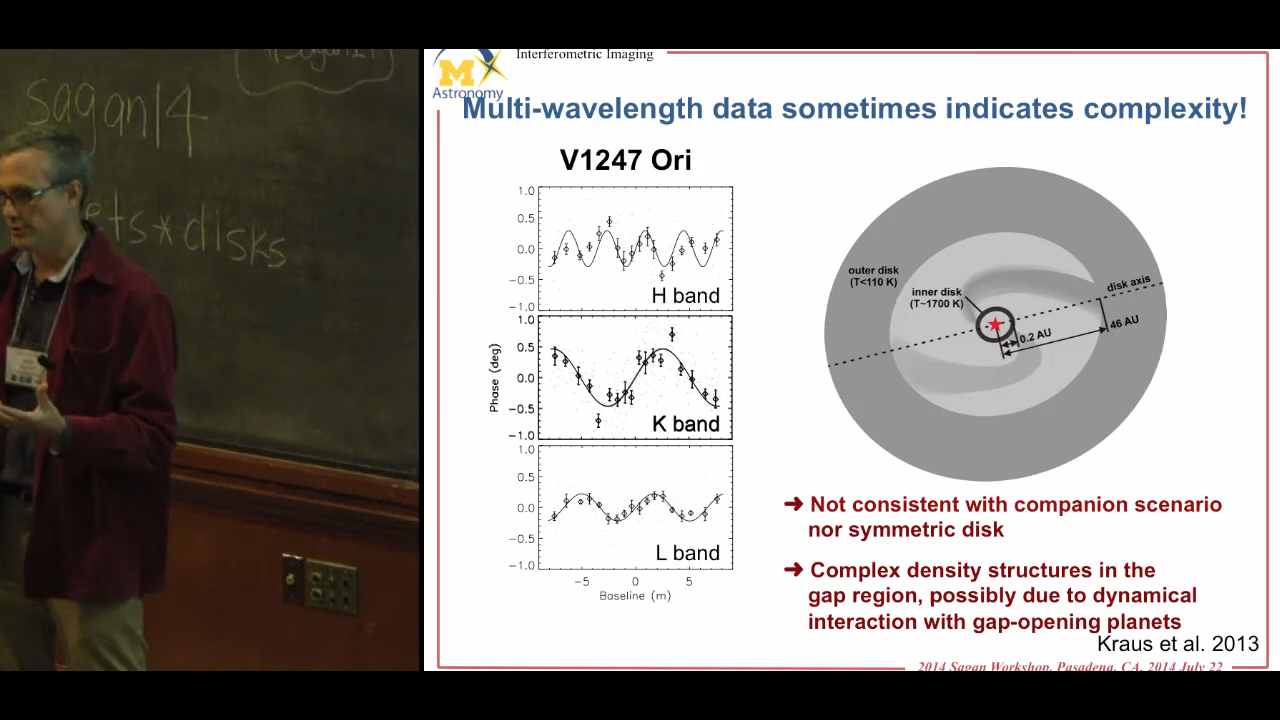 sagan14
ets*disks
Interferometric Imaging
M
Astronomy
Multi-wavelength data sometimes indicates complexity!
V1247 Ori
1.0
0.5
0.0
−0.5
−1.0
H band
1.0
0.5
0.0
−0.5
−1.0
K band
Phase (deg)
1.0
0.5
0.0
−0.5
−1.0
L band
−5 0 5
Baseline (m)
outer disk
(T<110 K)
inner disk
(T~1700 K)
disk axis
0.2 AU
46 AU
➔ Not consistent with companion scenario
nor symmetric disk
➔ Complex density structures in the
gap region, possibly due to dynamical
interaction with gap-opening planets
Kraus et al. 2013
2014 Sagan Workshop, Pasadena, CA, 2014 July 22